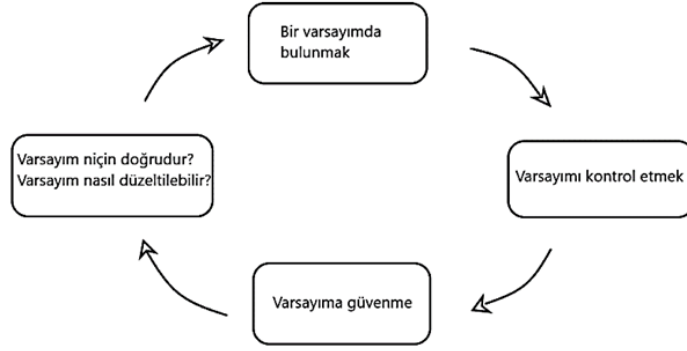 Bir varsayımda
bulunmak
Varsayımı kontrol etmek
Varsayıma güvenme
Varsayım niçin doğrudur?
Varsayım nasıl düzeltilebilir?